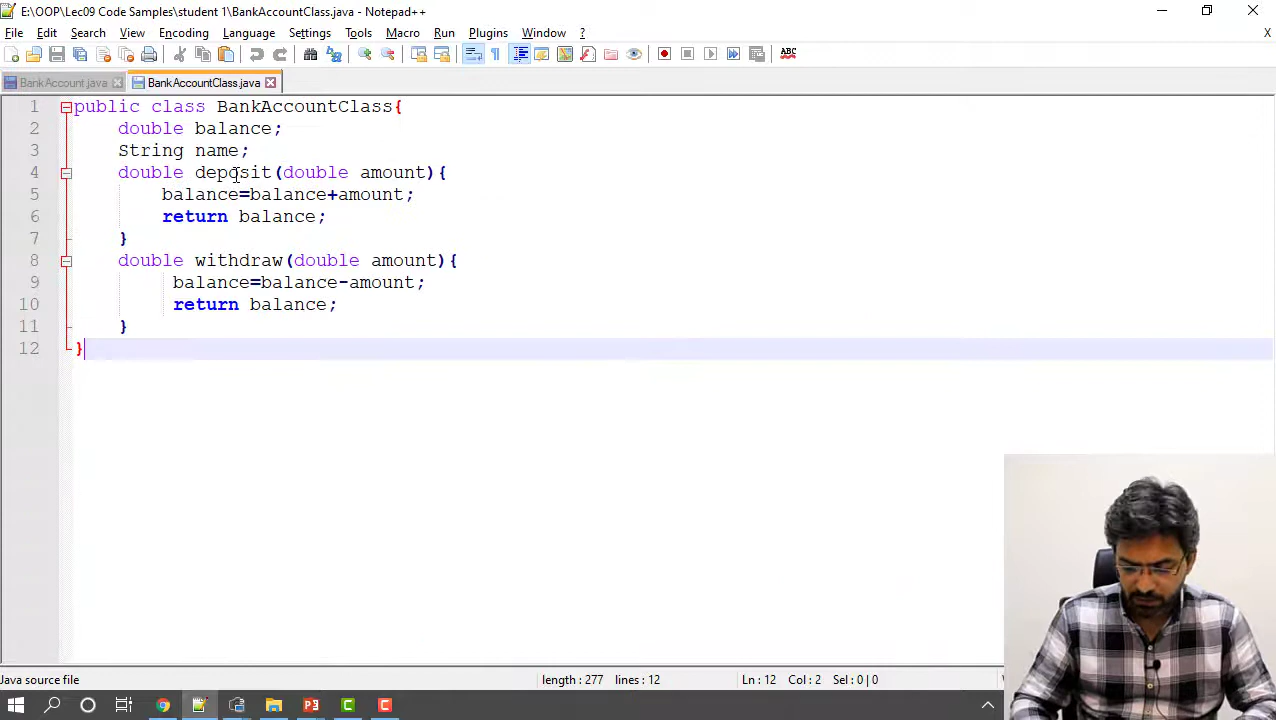 E:\OOP\Lec09 Code Samples\student 1\BankAccountClass.java - Notepad++
File Edit Search View Encoding Language Settings Tools Macro Run Plugins Window ? X
ABC
BankAccount.java BankAccountClass.java
1 public class BankAccountClass{
2 double balance;
3 String name;
4 double deposit(double amount){
5 balance=balance+amount;
6 return balance;
7 }
8 double withdraw(double amount){
9 balance=balance-amount;
10 return balance;
11 }
12 }
Java source file length : 277 lines : 12 Ln : 12 Col : 2 Sel : 0 | 0